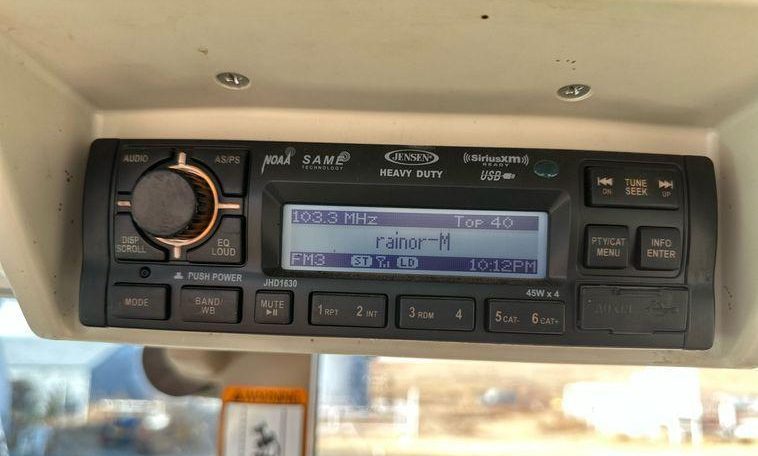 AUDIO
AS/PS
NOAA
SAME
TECHNOLOGY
JENSEN
HEAVY DUTY
SiriusXM
READY
USB
DN
TUNE
SEEK
UP
103.3 MHz
TOP 40
rainor-M
FM3
ST
LD
10:12PM
DISP
SCROLL
EQ
LOUD
PTY/CAT
MENU
INFO
ENTER
PUSH POWER
JHD1630
45W x 4
MODE
BAND/
WB
MUTE
1 RPT
2 INT
3 RDM
4
5 CAT-
6 CAT+
WARNING